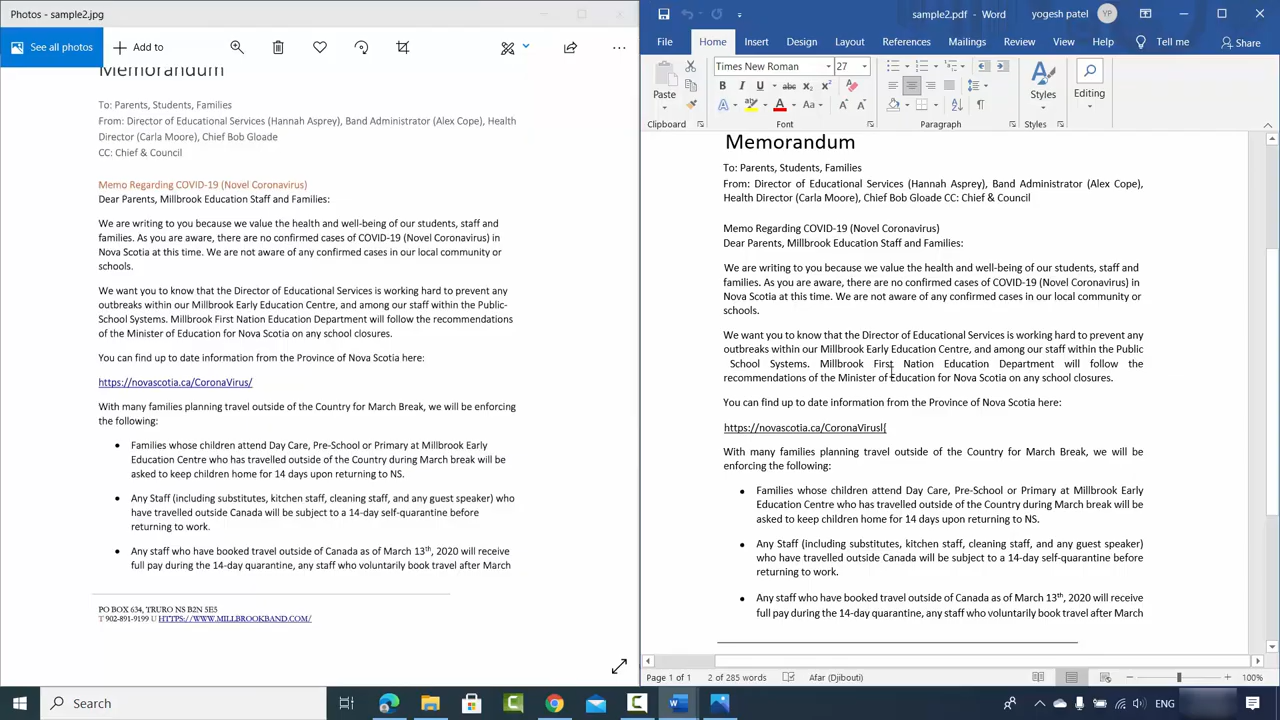 Photos - sample2.jpg
See all photos
Add to
Memorandum
To: Parents, Students, Families
From: Director of Educational Services (Hannah Asprey), Band Administrator (Alex Cope), Health
Director (Carla Moore), Chief Bob Gloade
CC: Chief & Council
Memo Regarding COVID-19 (Novel Coronavirus)
Dear Parents, Millbrook Education Staff and Families:
We are writing to you because we value the health and well-being of our students, staff and
families. As you are aware, there are no confirmed cases of COVID-19 (Novel Coronavirus) in
Nova Scotia at this time. We are not aware of any confirmed cases in our local community or
schools.
We want you to know that the Director of Educational Services is working hard to prevent any
outbreaks within our Millbrook Early Education Centre, and among our staff within the Public-
School Systems. Millbrook First Nation Education Department will follow the recommendations
of the Minister of Education for Nova Scotia on any school closures.
You can find up to date information from the Province of Nova Scotia here:
https://novascotia.ca/CoronaVirus/
With many families planning travel outside of the Country for March Break, we will be enforcing
the following:
• Families whose children attend Day Care, Pre-School or Primary at Millbrook Early
Education Centre who has travelled outside of the Country during March break will be
asked to keep children home for 14 days upon returning to NS.
• Any Staff (including substitutes, kitchen staff, cleaning staff, and any guest speaker) who
have travelled outside Canada will be subject to a 14-day self-quarantine before
returning to work.
• Any staff who have booked travel outside of Canada as of March 13th, 2020 will receive
full pay during the 14-day quarantine, any staff who voluntarily book travel after March
PO BOX 634, TRURO NS B2N 5E5
T 902-891-9199 U HTTPS://WWW.MILLBROOKBAND.COM/
sample2.pdf - Word
yogesh patel
YP
File Home Insert Design Layout References Mailings Review View Help Tell me Share
Times New Roman 27
Paste
Styles
Editing
Clipboard Font Paragraph Styles
Memorandum
To: Parents, Students, Families
From: Director of Educational Services (Hannah Asprey), Band Administrator (Alex Cope),
Health Director (Carla Moore), Chief Bob Gloade CC: Chief & Council
Memo Regarding COVID-19 (Novel Coronavirus)
Dear Parents, Millbrook Education Staff and Families:
We are writing to you because we value the health and well-being of our students, staff and
families. As you are aware, there are no confirmed cases of COVID-19 (Novel Coronavirus) in
Nova Scotia at this time. We are not aware of any confirmed cases in our local community or
schools.
We want you to know that the Director of Educational Services is working hard to prevent any
outbreaks within our Millbrook Early Education Centre, and among our staff within the Public
School Systems. Millbrook First Nation Education Department will follow the
recommendations of the Minister of Education for Nova Scotia on any school closures.
You can find up to date information from the Province of Nova Scotia here:
https://novascotia.ca/CoronaVirusl{
With many families planning travel outside of the Country for March Break, we will be
enforcing the following:
• Families whose children attend Day Care, Pre-School or Primary at Millbrook Early
Education Centre who has travelled outside of the Country during March break will be
asked to keep children home for 14 days upon returning to NS.
• Any Staff (including substitutes, kitchen staff, cleaning staff, and any guest speaker)
who have travelled outside Canada will be subject to a 14-day self-quarantine before
returning to work.
• Any staff who have booked travel outside of Canada as of March 13th, 2020 will receive
full pay during the 14-day quarantine, any staff who voluntarily book travel after March
Page 1 of 1 2 of 285 words Afar (Djibouti) 100%
Search